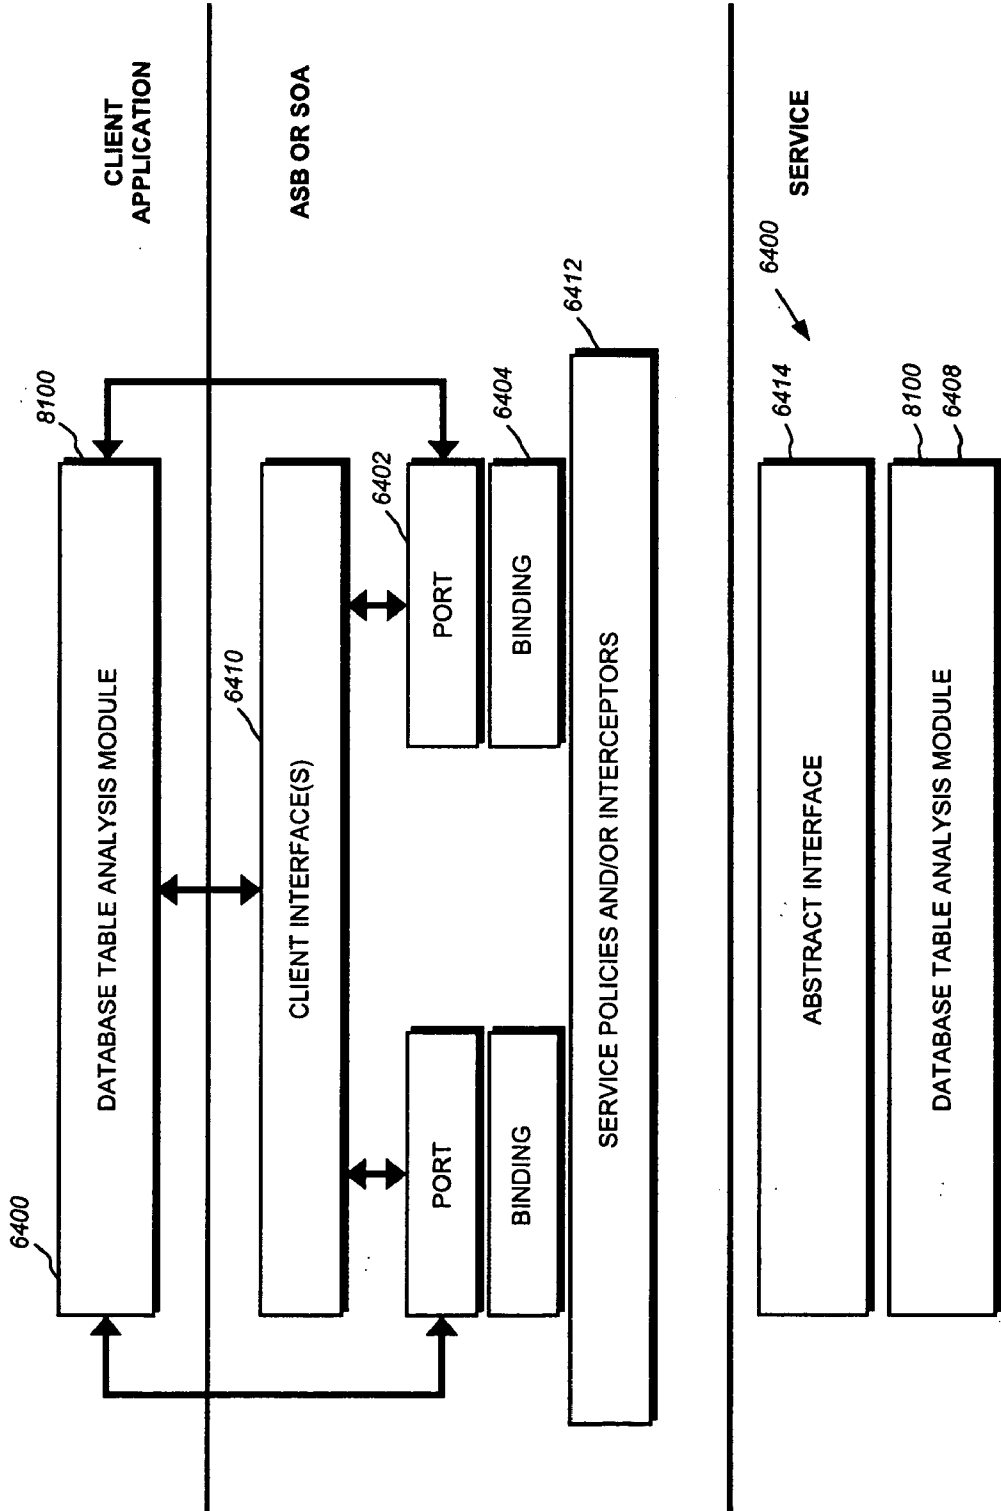 6400
DATABASE TABLE ANALYSIS MODULE
8100
CLIENT
APPLICATION
6410
CLIENT INTERFACE(S)
ASB OR SOA
PORT
6402
PORT
BINDING
BINDING
6404
SERVICE POLICIES AND/OR INTERCEPTORS
6412
SERVICE
6400
ABSTRACT INTERFACE
6414
DATABASE TABLE ANALYSIS MODULE
8100
6408